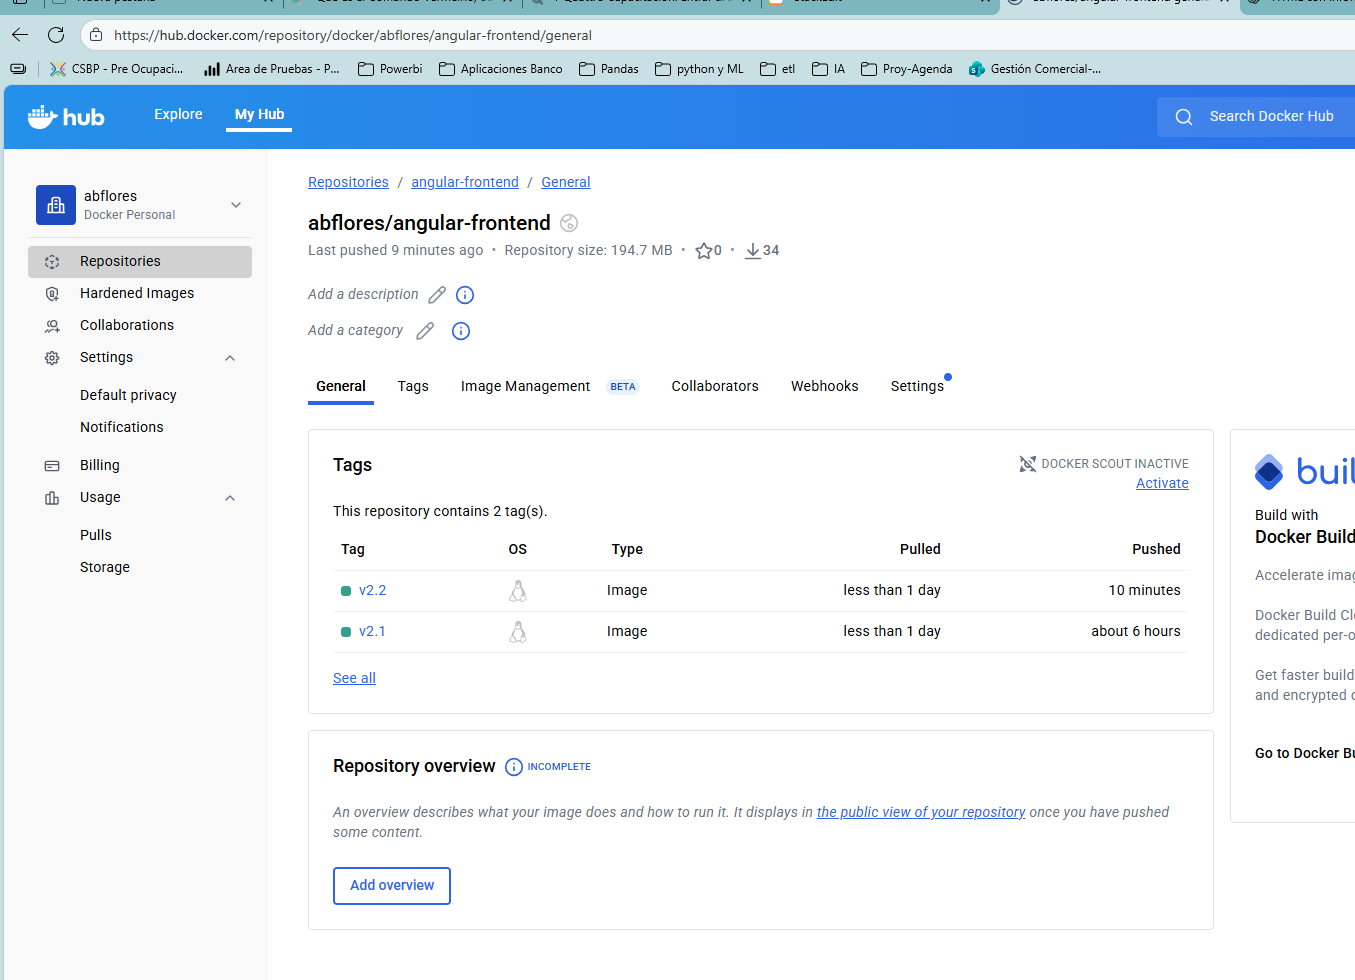 https://hub.docker.com/repository/docker/abflores/angular-frontend/general
CSBP - Pre Ocupaci... Area de Pruebas - P... Powerbi Aplicaciones Banco Pandas python y ML etl IA Proy-Agenda Gestión Comercial-...
hub Explore My Hub Search Docker Hub
abflores
Docker Personal
Repositories
Hardened Images
Collaborations
Settings
Default privacy
Notifications
Billing
Usage
Pulls
Storage
Repositories / angular-frontend / General
abflores/angular-frontend
Last pushed 9 minutes ago • Repository size: 194.7 MB • 0 • 34
Add a description
Add a category
General Tags Image Management BETA Collaborators Webhooks Settings
Tags
DOCKER SCOUT INACTIVE
Activate
This repository contains 2 tag(s).
Tag OS Type Pulled Pushed
v2.2 Image less than 1 day 10 minutes
v2.1 Image less than 1 day about 6 hours
See all
Repository overview INCOMPLETE
An overview describes what your image does and how to run it. It displays in the public view of your repository once you have pushed
some content.
Add overview
Build with
Docker Build
Accelerate
Docker Build
dedicated
Get faster build
and encrypted
Go to Docker